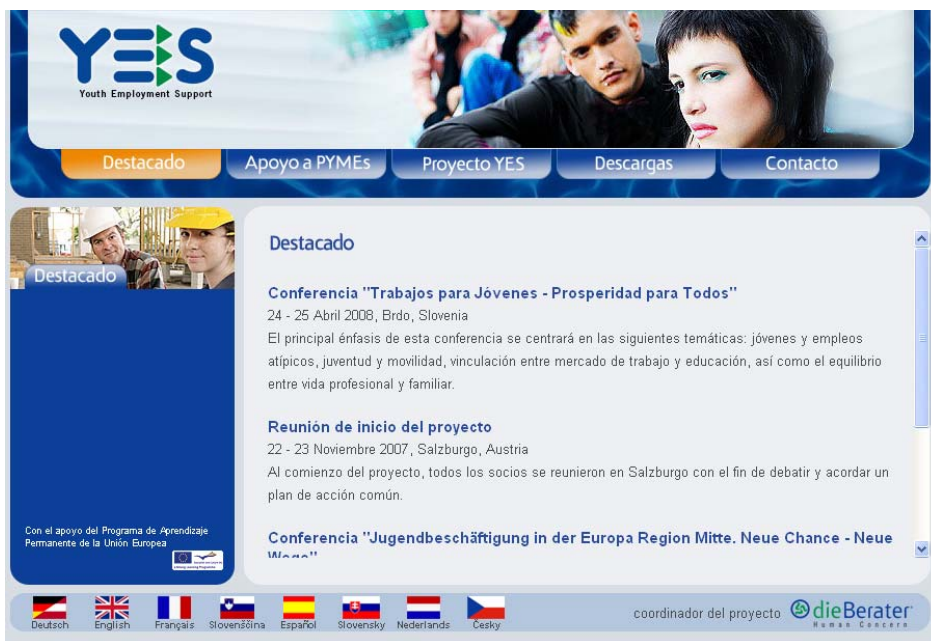 YES
Youth Employment Support
Destacado
Apoyo a PYMEs
Proyecto YES
Descargas
Contacto
Destacado
Con el apoyo del Programa de Aprendizaje
Permanente de la Unión Europea
Destacado
Conferencia "Trabajos para Jóvenes - Prosperidad para Todos"
24 - 25 Abril 2008, Brdo, Slovenia
El principal énfasis de esta conferencia se centrará en las siguientes temáticas: jóvenes y empleos
atípicos, juventud y movilidad, vinculación entre mercado de trabajo y educación, así como el equilibrio
entre vida profesional y familiar.
Reunión de inicio del proyecto
22 - 23 Noviembre 2007, Salzburgo, Austria
Al comienzo del proyecto, todos los socios se reunieron en Salzburgo con el fin de debatir y acordar un
plan de acción común.
Conferencia "Jugendbeschäftigung in der Europa Region Mitte. Neue Chance - Neue
Wege"
Deutsch
English
Français
Slovenščina
Español
Slovensky
Nederlands
Česky
coordinador del proyecto
dieBerater
Human Concern